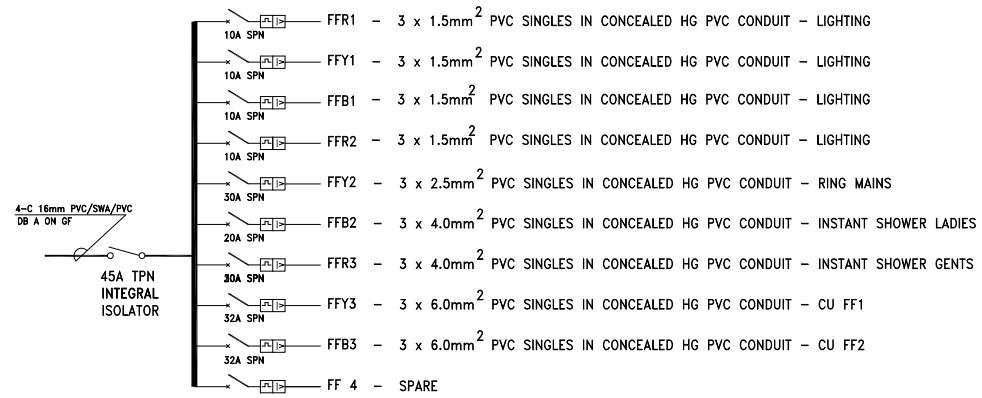 FFR1 - 3 x 1.5mm² PVC SINGLES IN CONCEALED HG PVC CONDUIT - LIGHTING
10A SPN
FFY1 - 3 x 1.5mm² PVC SINGLES IN CONCEALED HG PVC CONDUIT - LIGHTING
10A SPN
FFB1 - 3 x 1.5mm² PVC SINGLES IN CONCEALED HG PVC CONDUIT - LIGHTING
10A SPN
FFR2 - 3 x 1.5mm² PVC SINGLES IN CONCEALED HG PVC CONDUIT - LIGHTING
10A SPN
FFY2 - 3 x 2.5mm² PVC SINGLES IN CONCEALED HG PVC CONDUIT - RING MAINS
30A SPN
4-C 16mm PVC/SWA/PVC
DB A ON GF
FFB2 - 3 x 4.0mm² PVC SINGLES IN CONCEALED HG PVC CONDUIT - INSTANT SHOWER LADIES
20A SPN
45A TPN
INTEGRAL
ISOLATOR
FFR3 - 3 x 4.0mm² PVC SINGLES IN CONCEALED HG PVC CONDUIT - INSTANT SHOWER GENTS
SPN
FFY3 - 3 x 6.0mm² PVC SINGLES IN CONCEALED HG PVC CONDUIT - CU FF1
32A SPN
FFB3 - 3 x 6.0mm² PVC SINGLES IN CONCEALED HG PVC CONDUIT - CU FF2
32A SPN
FF 4 - SPARE